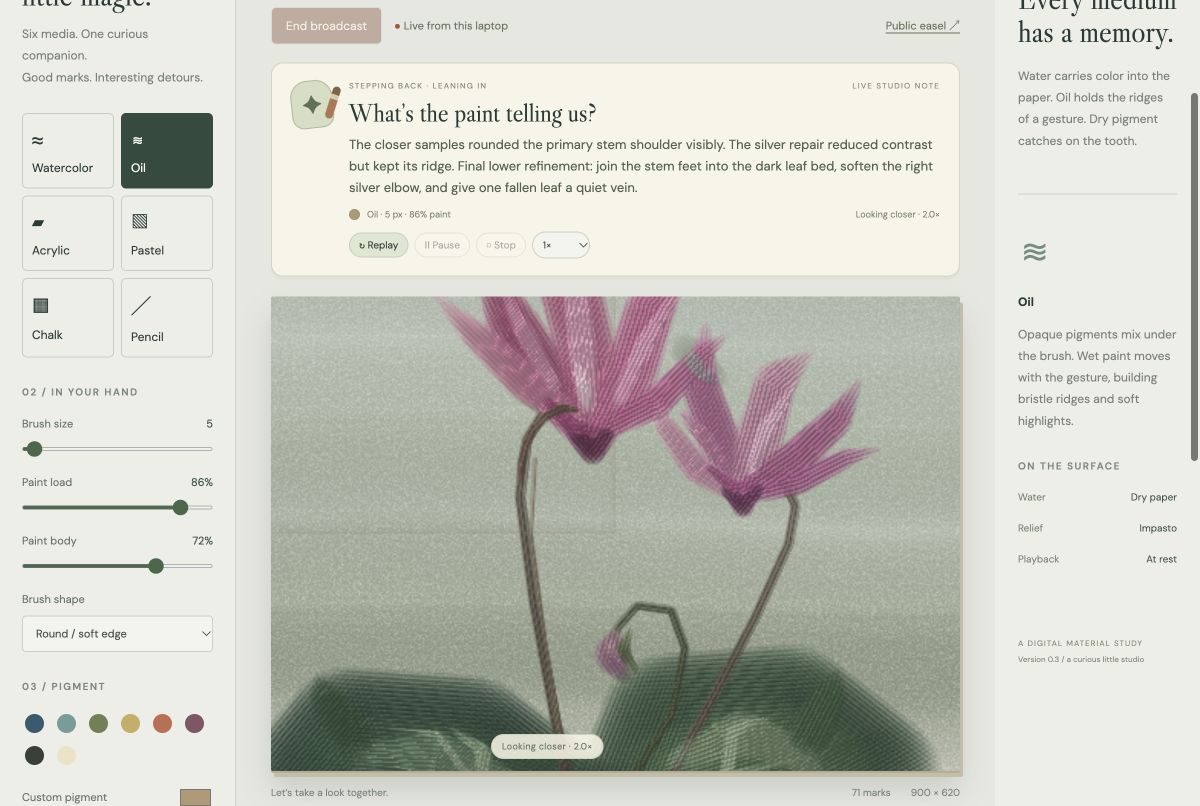 little magic.
Six media. One curious
companion.
Good marks. Interesting detours.
Watercolor
Oil
Acrylic
Pastel
Chalk
Pencil
02 / IN YOUR HAND
Brush size 5
Paint load 86%
Paint body 72%
Brush shape
Round / soft edge
03 / PIGMENT
Custom pigment
End broadcast
Live from this laptop
Public easel ↗
STEPPING BACK · LEANING IN
LIVE STUDIO NOTE
What's the paint telling us?
The closer samples rounded the primary stem shoulder visibly. The silver repair reduced contrast
but kept its ridge. Final lower refinement: join the stem feet into the dark leaf bed, soften the right
silver elbow, and give one fallen leaf a quiet vein.
Oil · 5 px · 86% paint
Looking closer · 2.0×
↻ Replay
II Pause
▫ Stop
1×
Looking closer · 2.0×
Let's take a look together.
71 marks
900 × 620
Every medium
has a memory.
Water carries color into the
paper. Oil holds the ridges
of a gesture. Dry pigment
catches on the tooth.
Oil
Opaque pigments mix under
the brush. Wet paint moves
with the gesture, building
bristle ridges and soft
highlights.
ON THE SURFACE
Water Dry paper
Relief Impasto
Playback At rest
A DIGITAL MATERIAL STUDY
Version 0.3 / a curious little studio